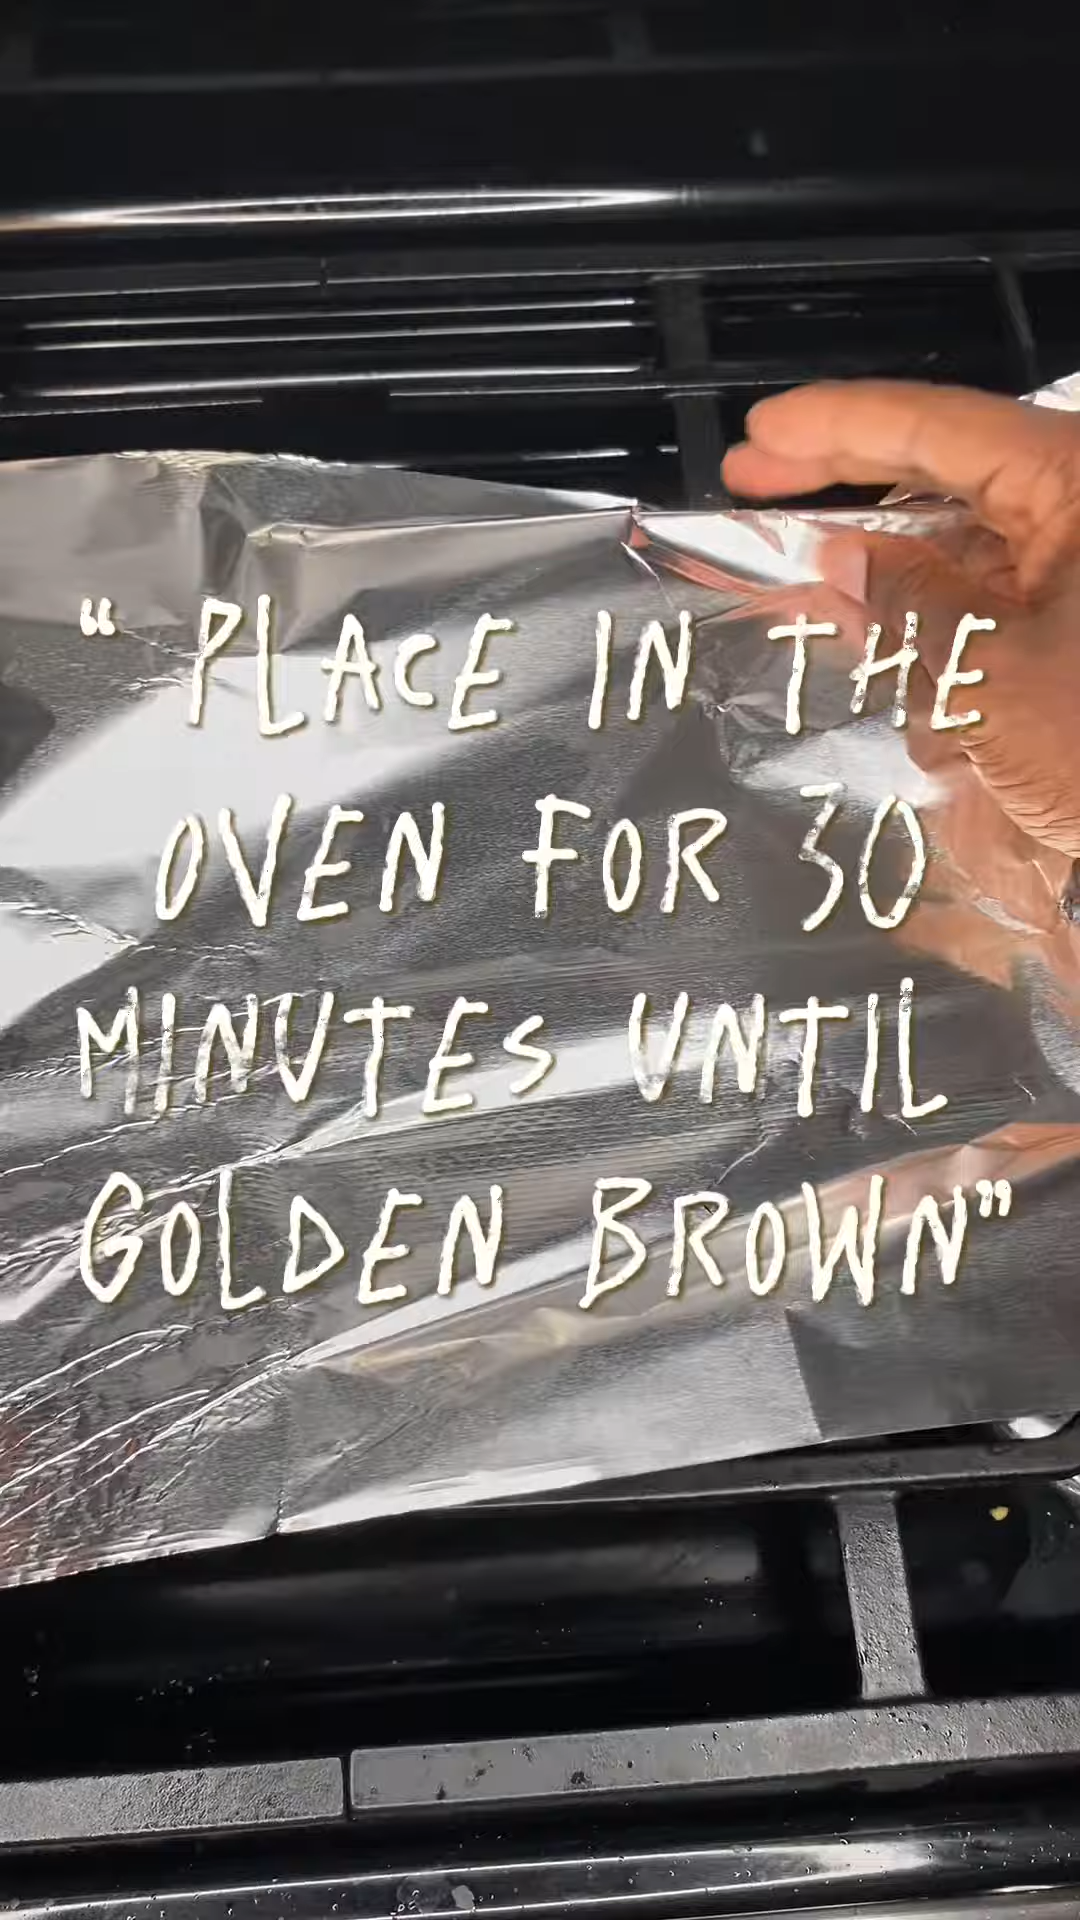 “ PLACE IN THE
OVEN FOR 30
MINUTES UNTIL
GOLDEN BROWN”